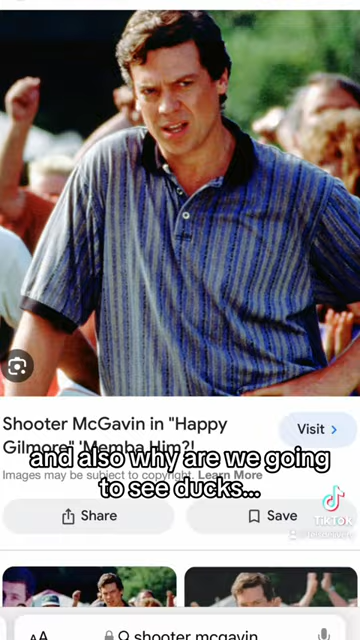 Shooter McGavin in "Happy
Visit >
Gilmore" 'Memba Him?!
and also why are we going
to see ducks...
Images may be subject to copyright. Learn More
Share
Save
TikTok
AA
shooter mcgavin